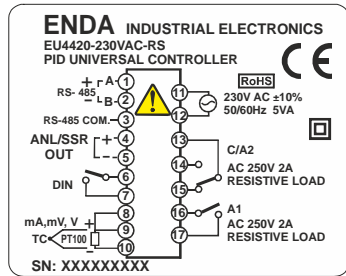 ENDA INDUSTRIAL ELECTRONICS
EU4420-230VAC-RS
PID UNIVERSAL CONTROLLER
CE
RoHS
230V AC ±10%
50/60Hz 5VA
RS- 485
+ A 1
- B 2
RS-485 COM. 3
ANL/SSR
OUT
+ 4
- 5
DIN
6
7
mA,mV, V + 8
TC PT100 9
- 10
11
12
13 C/A2
14 AC 250V 2A
15 RESISTIVE LOAD
16 A1
17 AC 250V 2A
RESISTIVE LOAD
SN: XXXXXXXXX